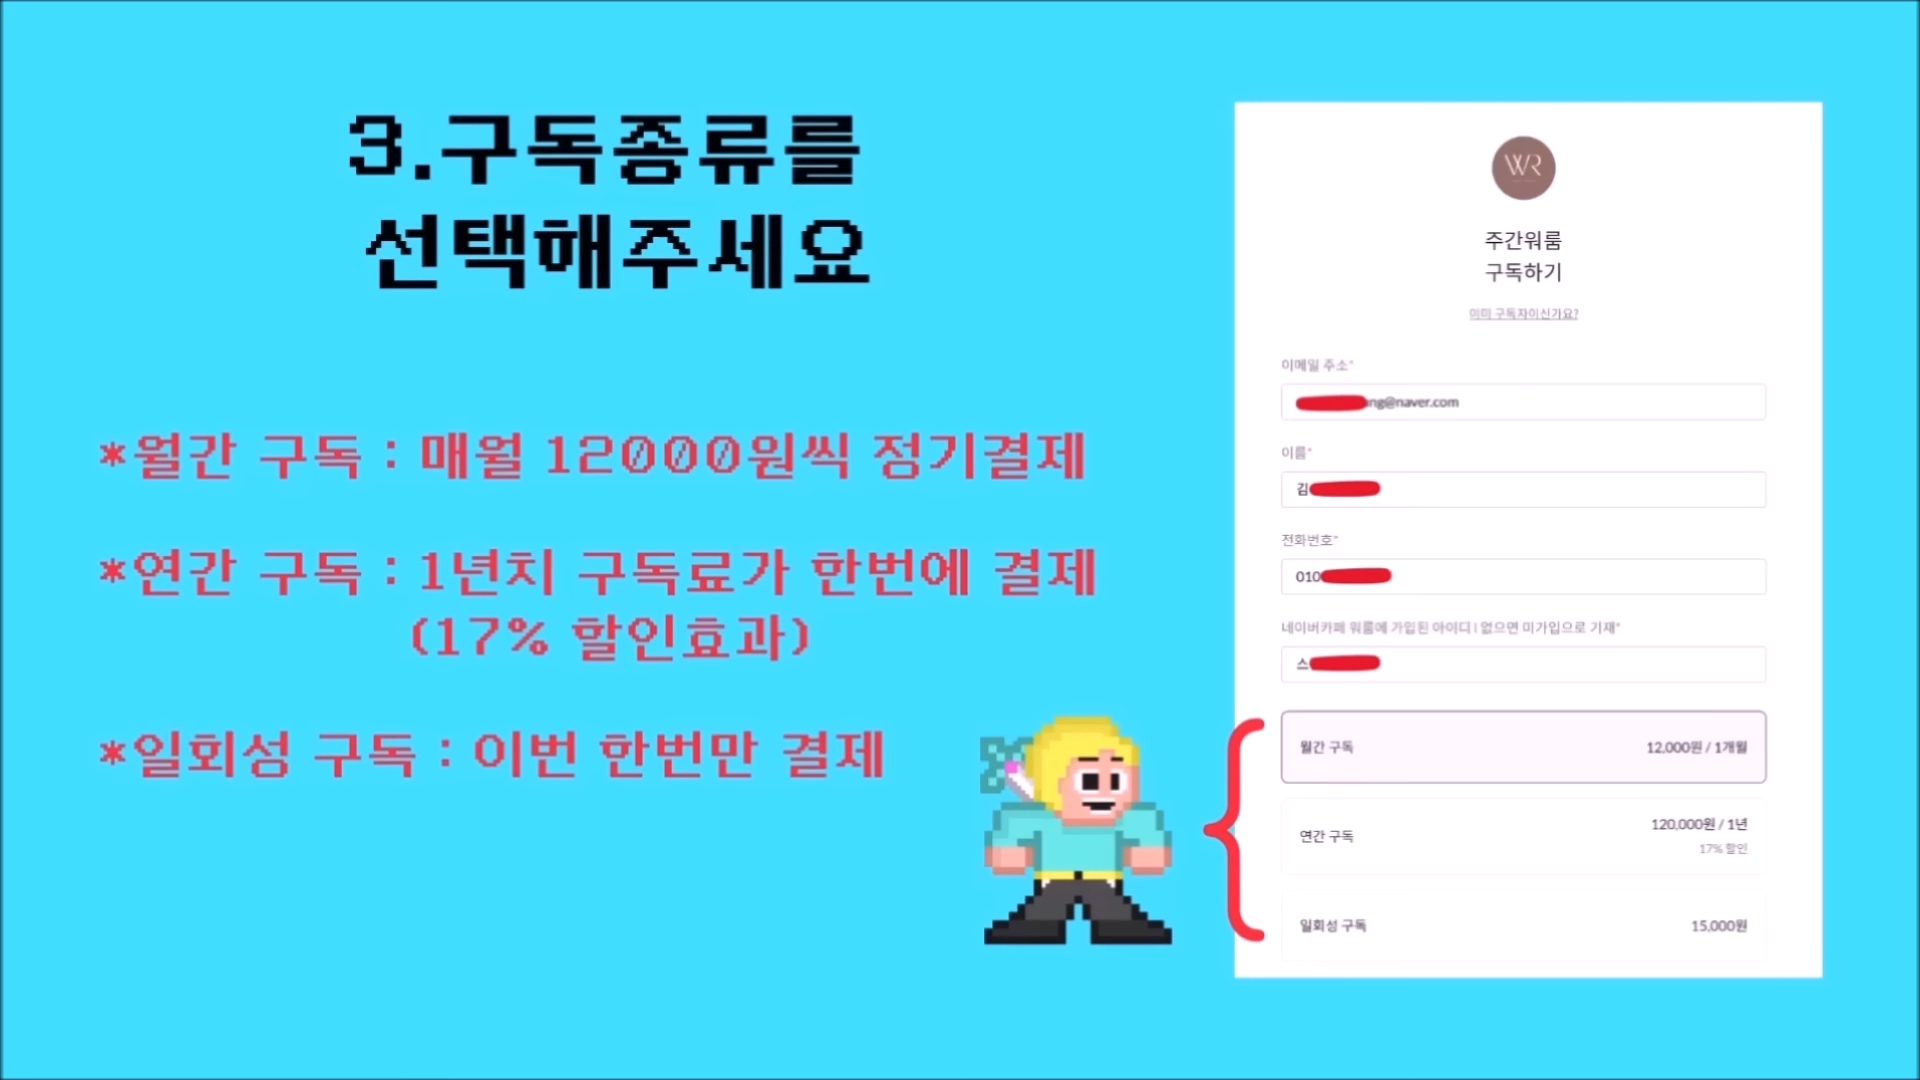 3.구독종류를
선택해주세요
*월간 구독 : 매월 12000원씩 정기결제
*연간 구독 : 1년치 구독료가 한번에 결제
(17% 할인효과)
*일회성 구독 : 이번 한번만 결제
WR
주간워룸
구독하기
이미 구독자이신가요?
이메일 주소*
ng@naver.com
이름*
김
전화번호*
010
네이버카페 워룸에 가입된 아이디 | 없으면 미가입으로 기재*
스
월간 구독 12,000원 / 1개월
연간 구독 120,000원 / 1년
17% 할인
일회성 구독 15,000원